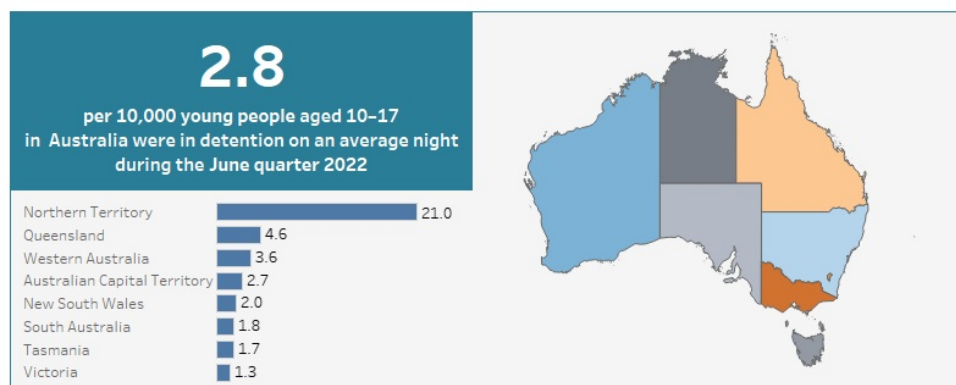 2.8
per 10,000 young people aged 10–17
in Australia were in detention on an average night
during the June quarter 2022
Northern Territory 21.0
Queensland 4.6
Western Australia 3.6
Australian Capital Territory 2.7
New South Wales 2.0
South Australia 1.8
Tasmania 1.7
Victoria 1.3